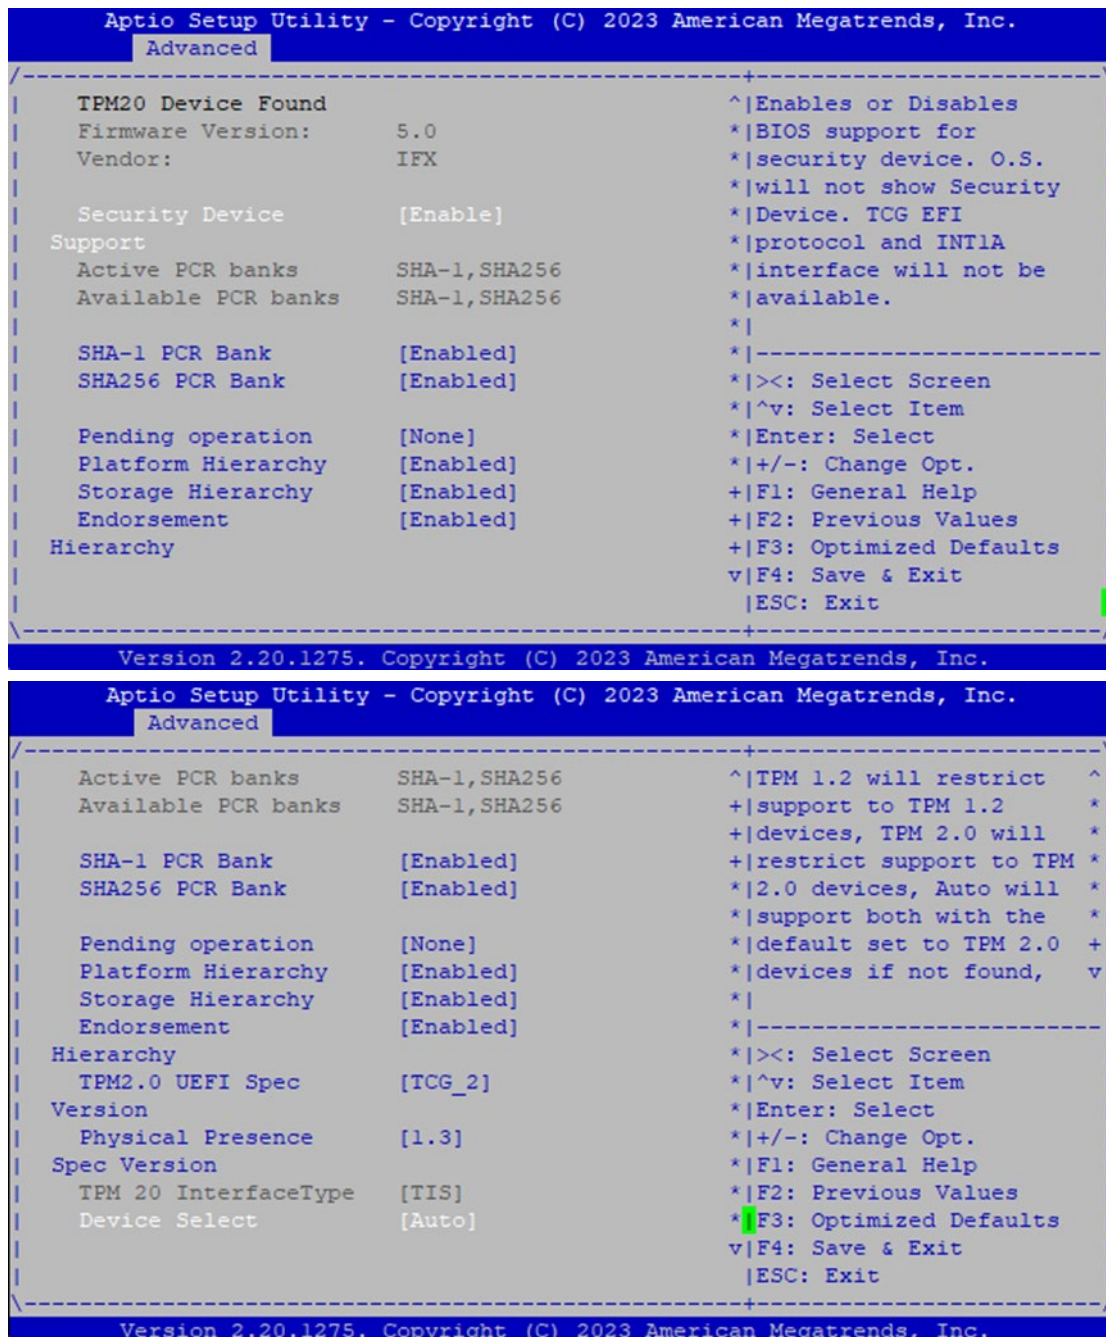 Aptio Setup Utility - Copyright (C) 2023 American Megatrends, Inc.
Advanced
/----------------------------------------------------+-------------------------\
| TPM20 Device Found ^|Enables or Disables
| Firmware Version: 5.0 *|BIOS support for
| Vendor: IFX *|security device. O.S.
| *|will not show Security
| Security Device [Enable] *|Device. TCG EFI
| Support *|protocol and INT1A
| Active PCR banks SHA-1,SHA256 *|interface will not be
| Available PCR banks SHA-1,SHA256 *|available.
| *|
| SHA-1 PCR Bank [Enabled] *|-------------------------
| SHA256 PCR Bank [Enabled] *|><: Select Screen
| *|^v: Select Item
| Pending operation [None] *|Enter: Select
| Platform Hierarchy [Enabled] *|+/-: Change Opt.
| Storage Hierarchy [Enabled] +|F1: General Help
| Endorsement [Enabled] +|F2: Previous Values
| Hierarchy +|F3: Optimized Defaults
| v|F4: Save & Exit
| |ESC: Exit
\----------------------------------------------------+-------------------------/
Version 2.20.1275. Copyright (C) 2023 American Megatrends, Inc.
Aptio Setup Utility - Copyright (C) 2023 American Megatrends, Inc.
Advanced
/----------------------------------------------------+-------------------------\
| Active PCR banks SHA-1,SHA256 ^|TPM 1.2 will restrict ^
| Available PCR banks SHA-1,SHA256 +|support to TPM 1.2 *
| +|devices, TPM 2.0 will *
| SHA-1 PCR Bank [Enabled] +|restrict support to TPM *
| SHA256 PCR Bank [Enabled] *|2.0 devices, Auto will *
| *|support both with the *
| Pending operation [None] *|default set to TPM 2.0 +
| Platform Hierarchy [Enabled] *|devices if not found, v
| Storage Hierarchy [Enabled] *|
| Endorsement [Enabled] *|-------------------------
| Hierarchy *|><: Select Screen
| TPM2.0 UEFI Spec [TCG_2] *|^v: Select Item
| Version *|Enter: Select
| Physical Presence [1.3] *|+/-: Change Opt.
| Spec Version *|F1: General Help
| TPM 20 InterfaceType [TIS] *|F2: Previous Values
| Device Select [Auto] *|F3: Optimized Defaults
| v|F4: Save & Exit
| |ESC: Exit
\----------------------------------------------------+-------------------------/
Version 2.20.1275. Copyright (C) 2023 American Megatrends, Inc.